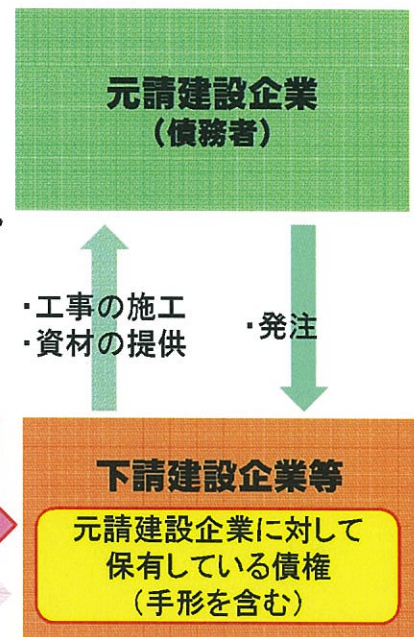 元請建設企業
（債務者）
・工事の施工
・資材の提供
・発注
下請建設企業等
元請建設企業に対して
保有している債権
（手形を含む）